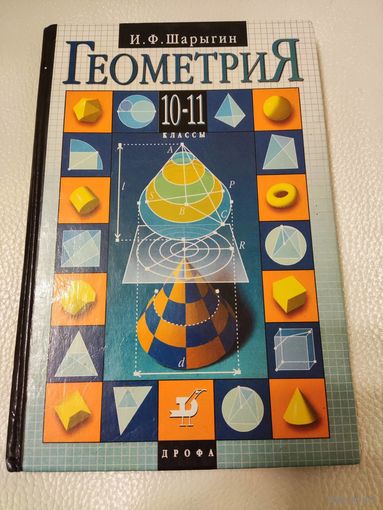 И.Ф.Шарыгин
ГЕОМЕТРИЯ
10-11
КЛАССЫ
A
l
S
P
B
C
R
d
ДРОФА